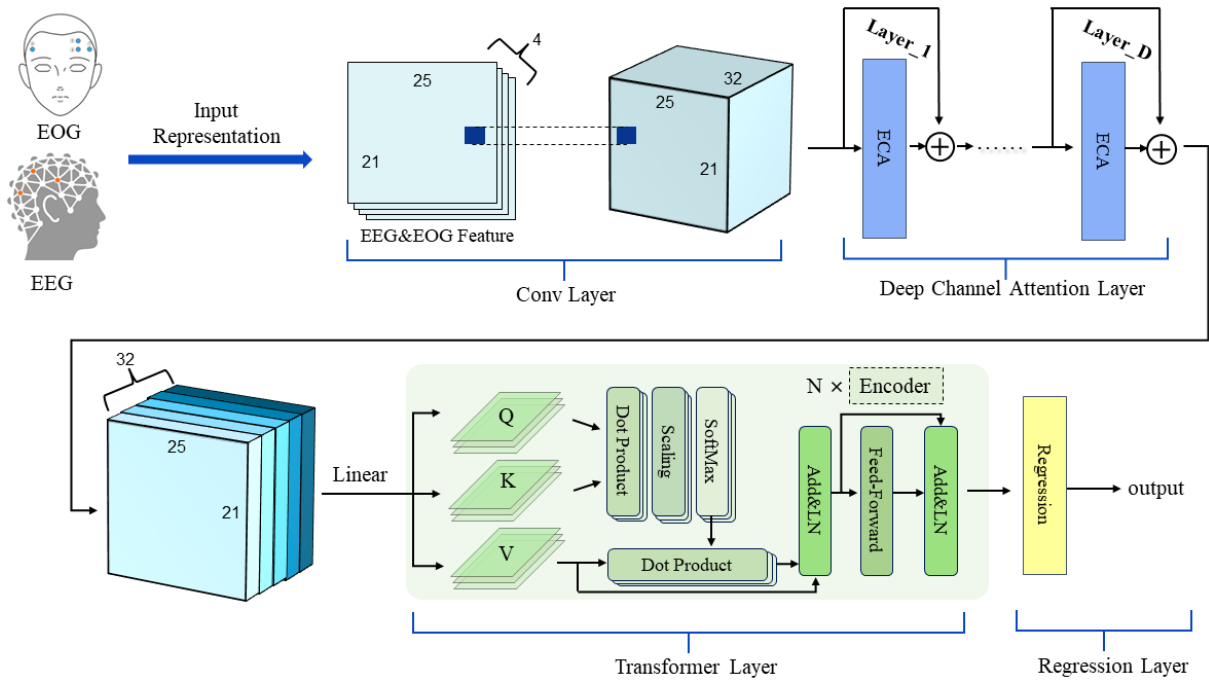 EOG
EEG
Input
Representation
4
25
21
EEG&EOG Feature
32
25
21
Conv Layer
Layer_1
ECA
......
Layer_D
ECA
Deep Channel Attention Layer
32
25
21
Linear
Q
K
V
Dot Product
Scaling
SoftMax
Dot Product
N × Encoder
Add&LN
Feed-Forward
Add&LN
Transformer Layer
Regression
output
Regression Layer